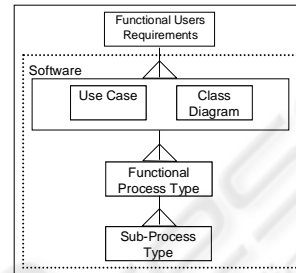 Functional Users
Requirements
Software
Use Case
Class
Diagram
Functional
Process Type
Sub-Process
Type